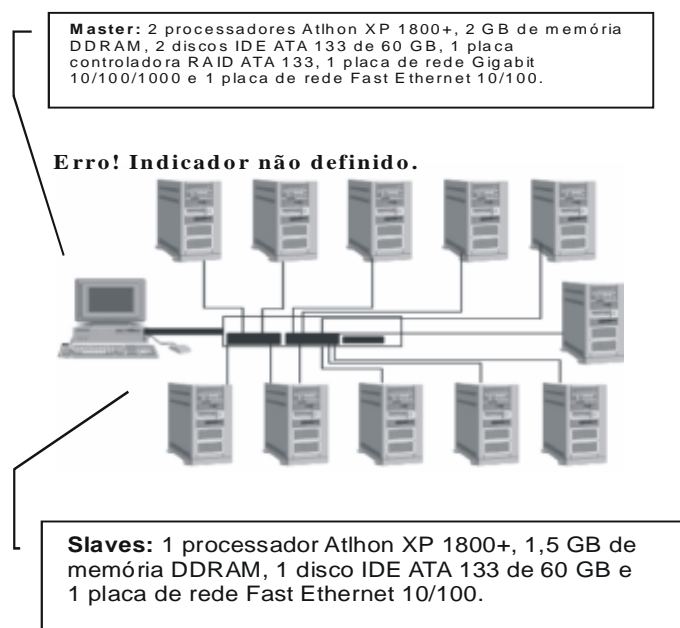 Master: 2 processadores Atlhon XP 1800+, 2 GB de memória
DDRAM, 2 discos IDE ATA 133 de 60 GB, 1 placa
controladora RAID ATA 133, 1 placa de rede Gigabit
10/100/1000 e 1 placa de rede Fast Ethernet 10/100.
Erro! Indicador não definido.
Slaves: 1 processador Atlhon XP 1800+, 1,5 GB de
memória DDRAM, 1 disco IDE ATA 133 de 60 GB e
1 placa de rede Fast Ethernet 10/100.